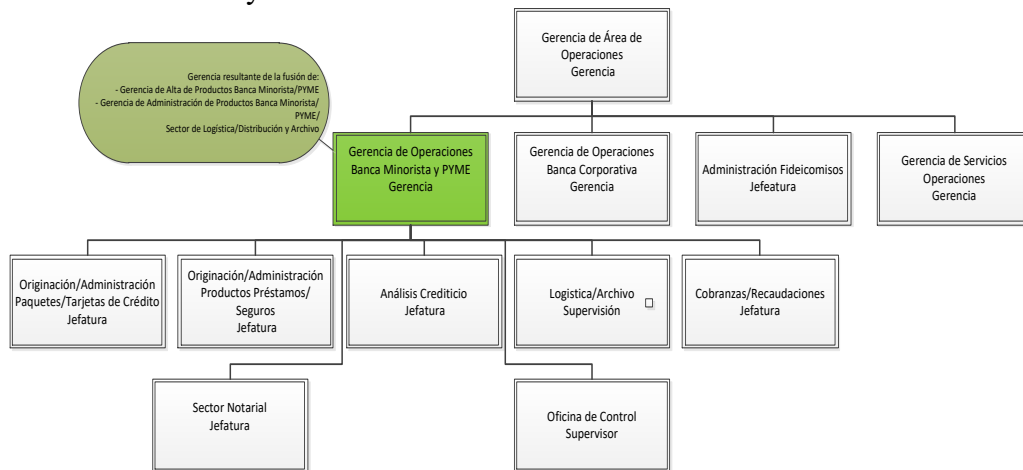 y
Gerencia de Área de
Operaciones
Gerencia
Gerencia resultante de la fusión de:
- Gerencia de Alta de Productos Banca Minorista/PYME
- Gerencia de Administración de Productos Banca Minorista/
PYME/
Sector de Logística/Distribución y Archivo
Gerencia de Operaciones
Banca Minorista y PYME
Gerencia
Gerencia de Operaciones
Banca Corporativa
Gerencia
Administración Fideicomisos
Jefeatura
Gerencia de Servicios
Operaciones
Gerencia
Originación/Administración
Paquetes/Tarjetas de Crédito
Jefatura
Originación/Administración
Productos Préstamos/
Seguros
Jefatura
Análisis Crediticio
Jefatura
Logistica/Archivo
Supervisión
Cobranzas/Recaudaciones
Jefatura
Sector Notarial
Jefatura
Oficina de Control
Supervisor